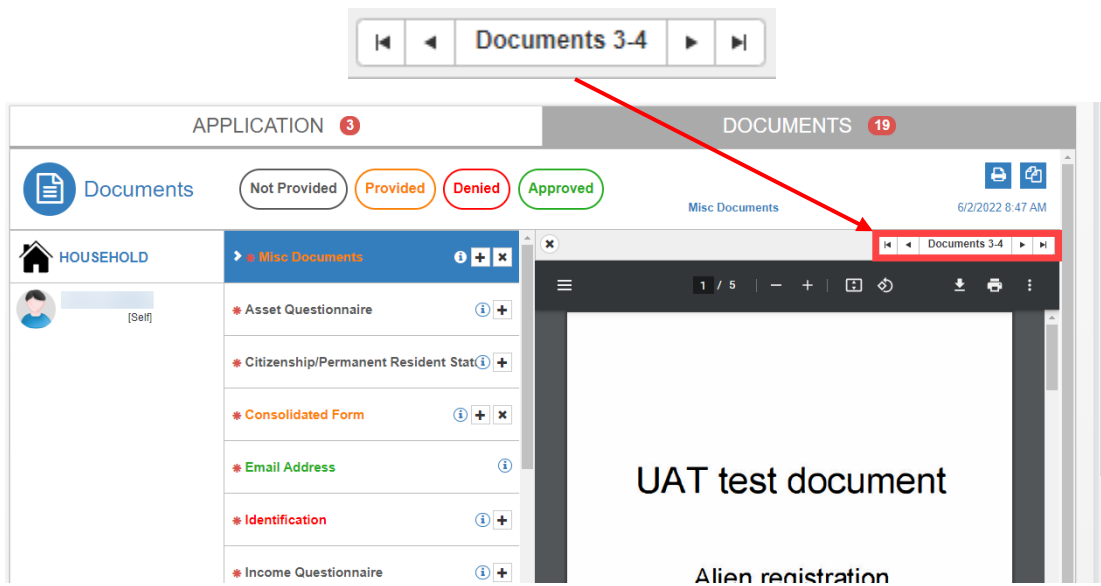 Documents 3-4
APPLICATION 3
DOCUMENTS 19
Documents
Not Provided
Provided
Denied
Approved
Misc Documents
6/2/2022 8:47 AM
HOUSEHOLD
[Self]
Misc Documents
Asset Questionnaire
Citizenship/Permanent Resident Stat
Consolidated Form
Email Address
Identification
Income Questionnaire
Documents 3-4
1 / 5
UAT test document
Alien registration